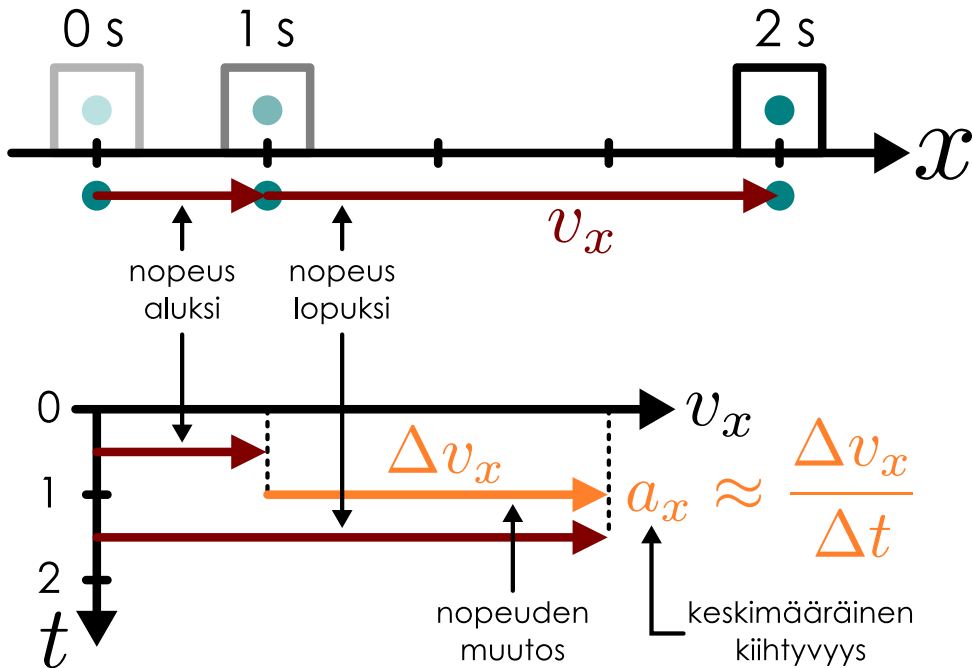 0 s 1 s 2 s
x
v_x
nopeus
aluksi
nopeus
lopuksi
0
v_x
Δv_x
1
a_x ≈ Δv_x / Δt
2
t
nopeuden
muutos
keskimääräinen
kiihtyvyys